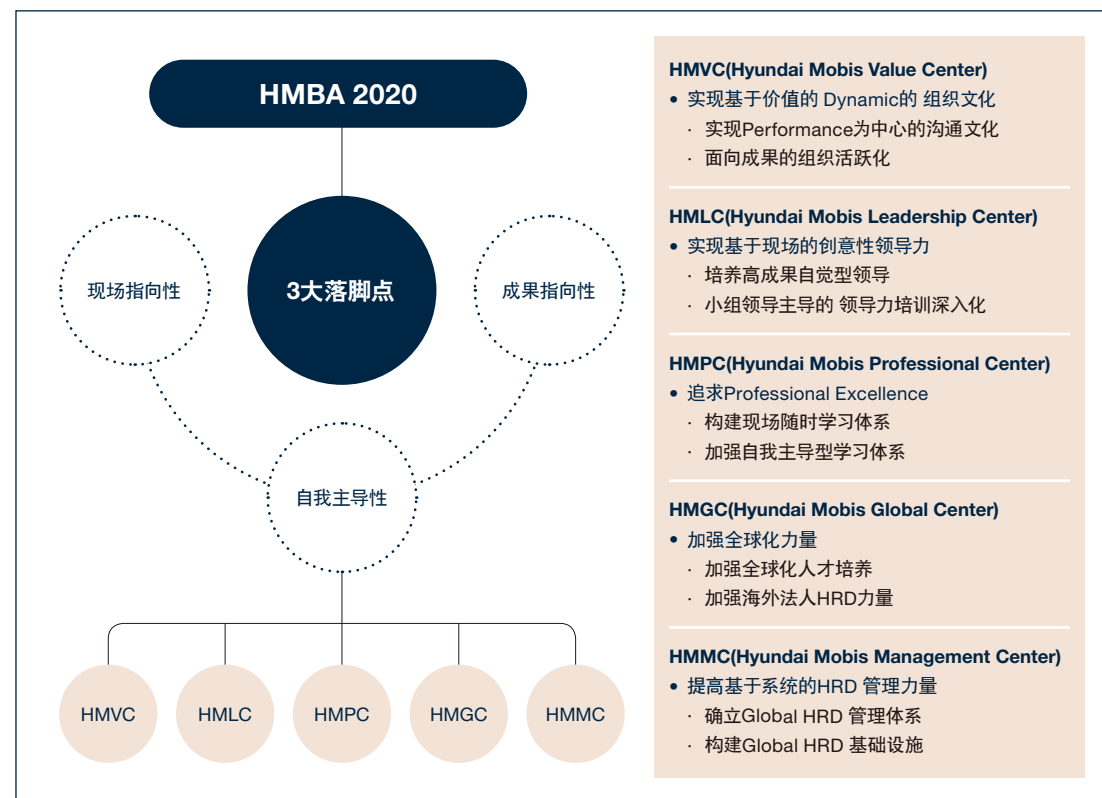 HMBA 2020
3大落脚点
现场指向性
成果指向性
自我主导性
HMVC
HMLC
HMPC
HMGC
HMMC
HMVC(Hyundai Mobis Value Center)
• 实现基于价值的 Dynamic的 组织文化
· 实现Performance为中心的沟通文化
· 面向成果的组织活跃化
HMLC(Hyundai Mobis Leadership Center)
• 实现基于现场的创意性领导力
· 培养高成果自觉型领导
· 小组领导主导的 领导力培训深入化
HMPC(Hyundai Mobis Professional Center)
• 追求Professional Excellence
· 构建现场随时学习体系
· 加强自我主导型学习体系
HMGC(Hyundai Mobis Global Center)
• 加强全球化力量
· 加强全球化人才培养
· 加强海外法人HRD力量
HMMC(Hyundai Mobis Management Center)
• 提高基于系统的HRD 管理力量
· 确立Global HRD 管理体系
· 构建Global HRD 基础设施